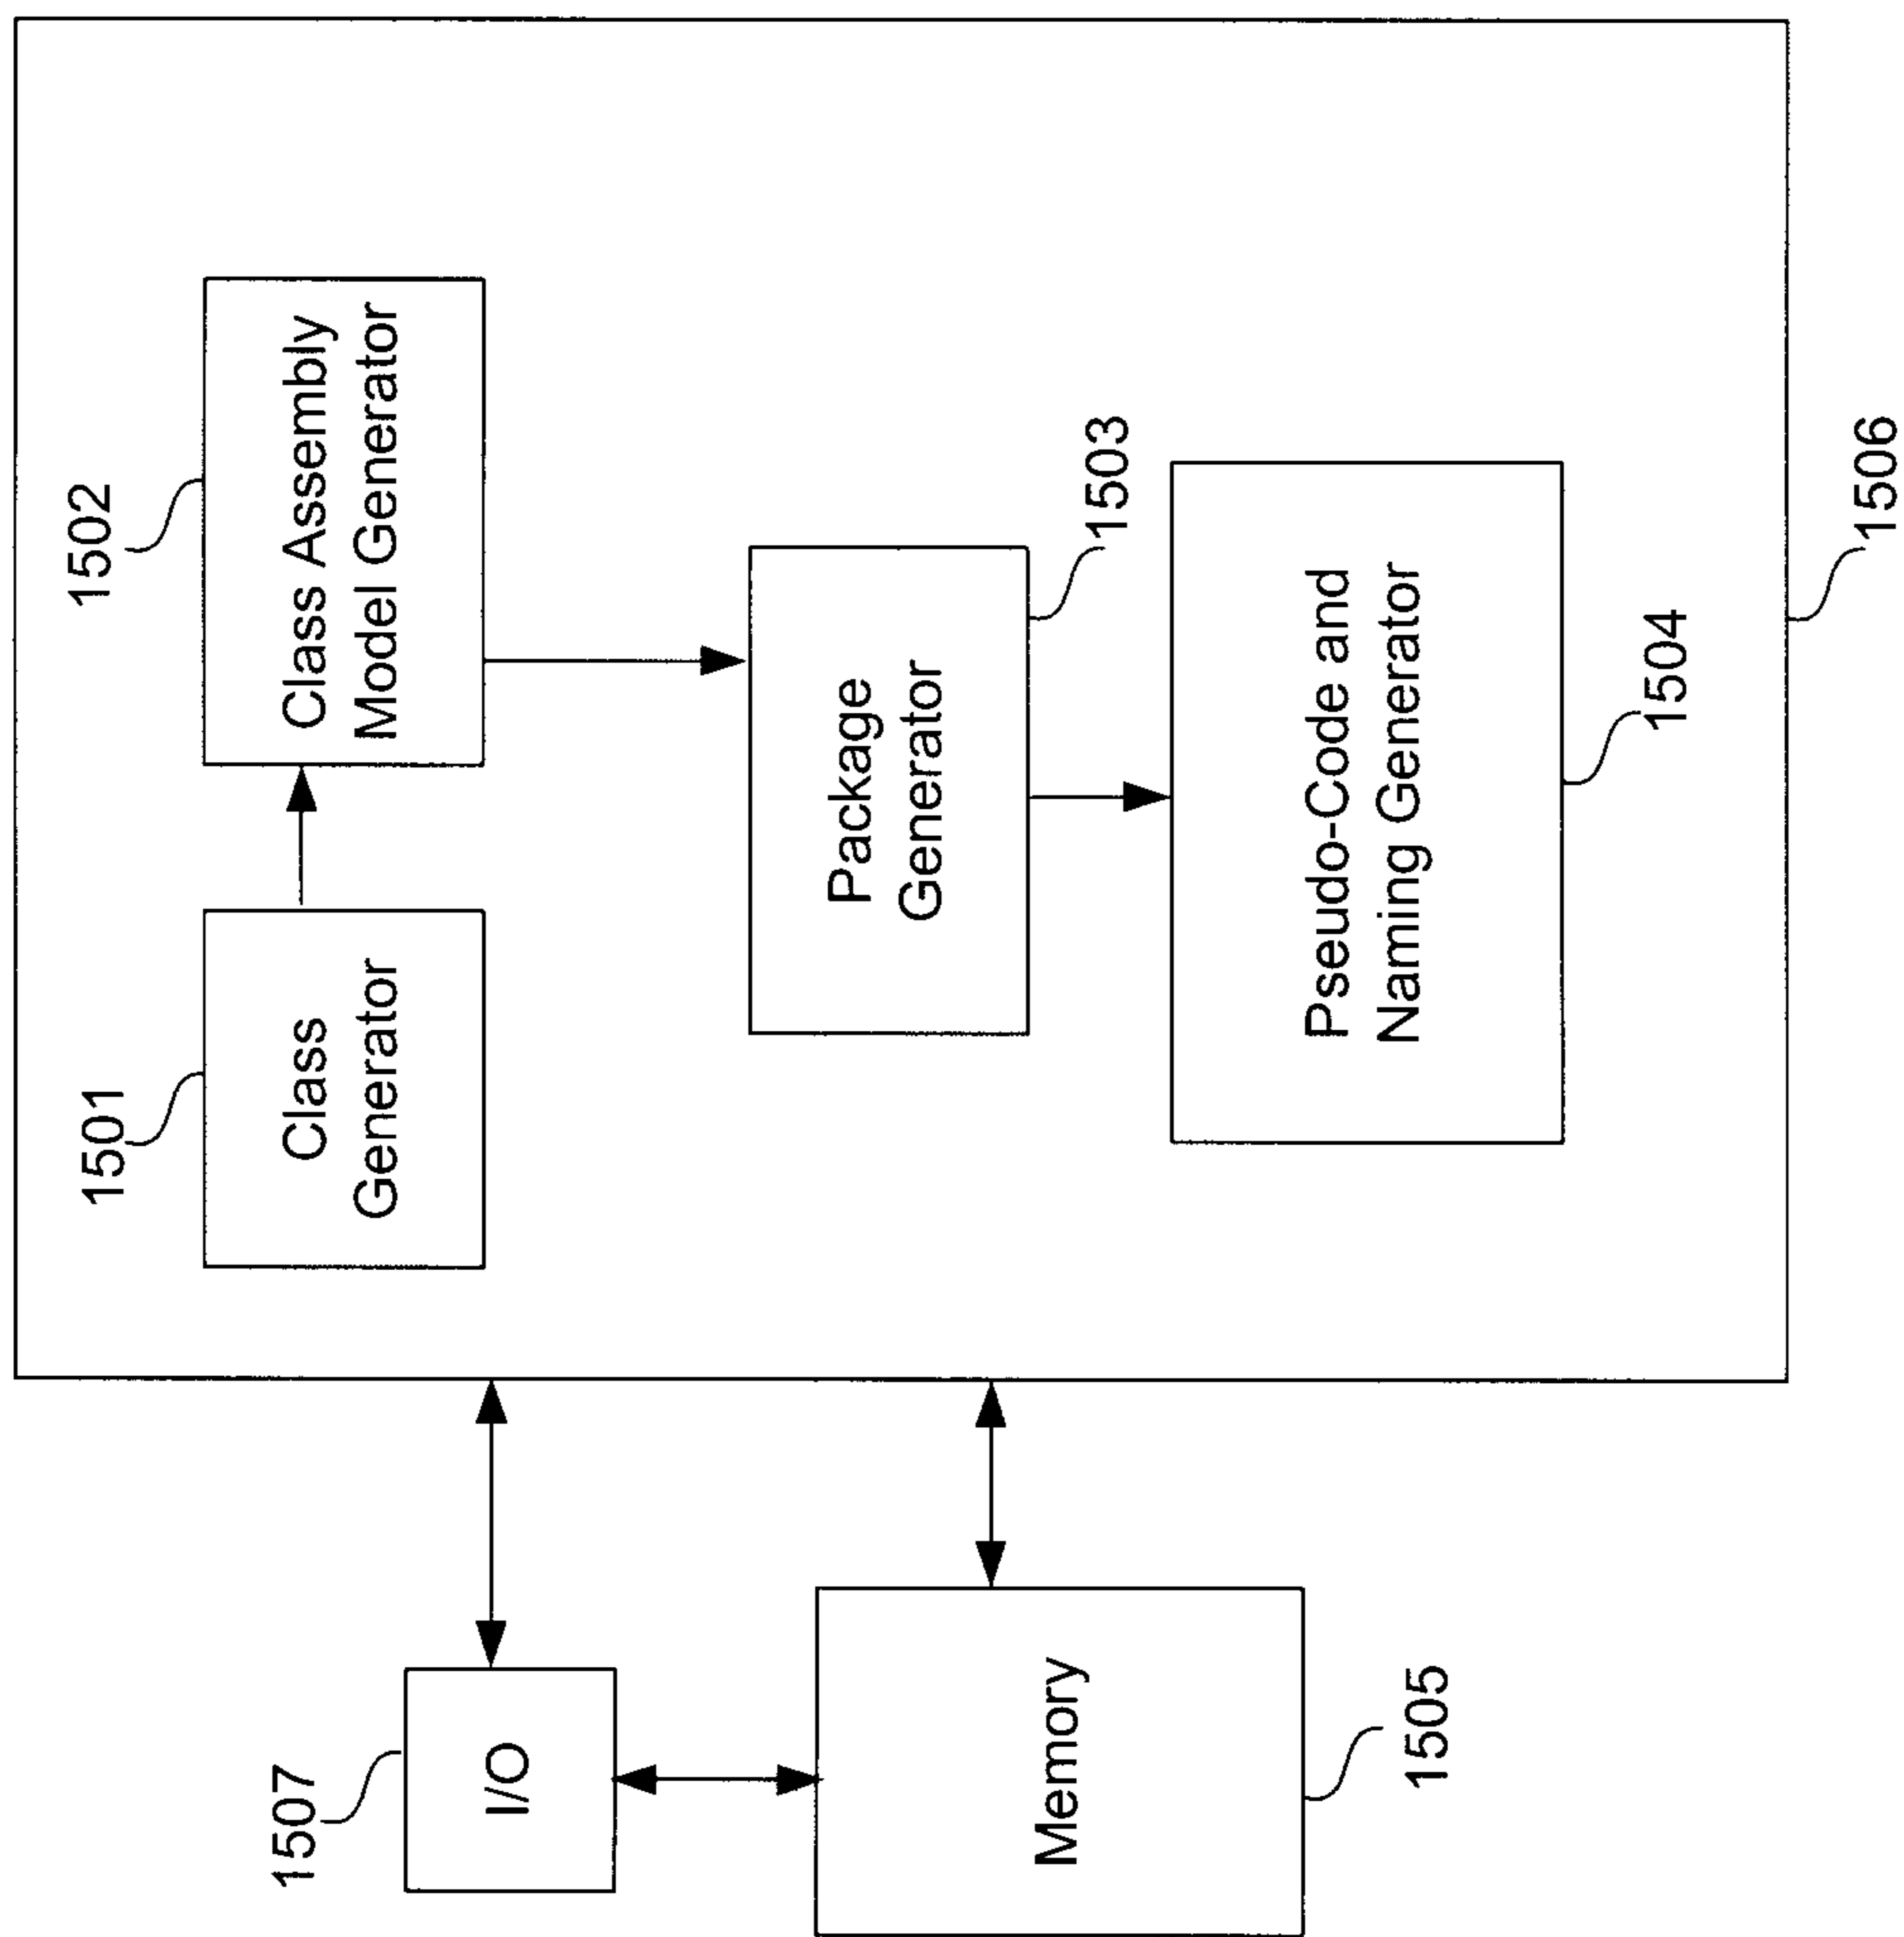 1501
Class
Generator
1502
Class Assembly
Model Generator
1507
I/O
Package
Generator
1503
Memory
1505
Pseudo-Code and
Naming Generator
1504
1506